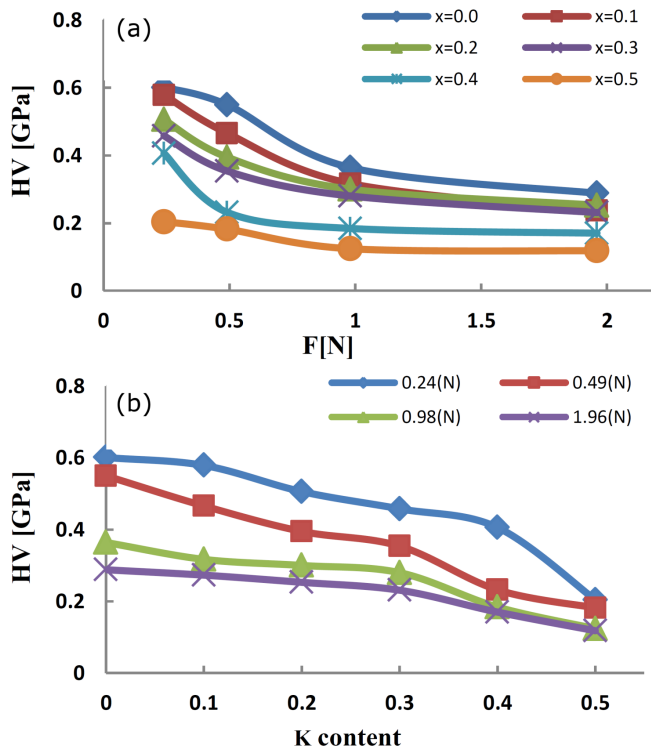 (a)
x=0.0 x=0.1
x=0.2 x=0.3
x=0.4 x=0.5
HV [GPa]
0.8
0.6
0.4
0.2
0
0 0.5 1 1.5 2
F[N]
(b)
0.24(N) 0.49(N)
0.98(N) 1.96(N)
HV [GPa]
0.8
0.6
0.4
0.2
0
0 0.1 0.2 0.3 0.4 0.5
K content